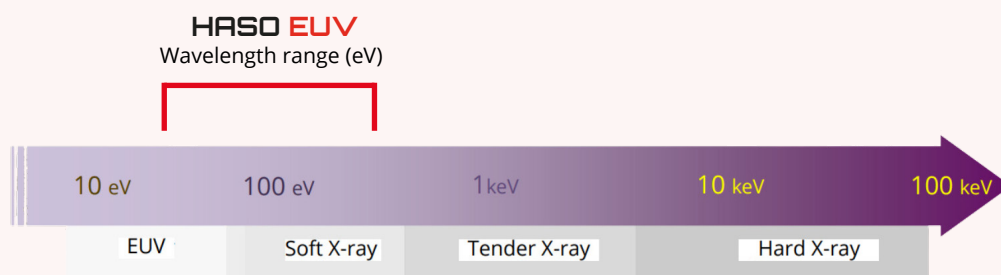 HASO EUV
Wavelength range (eV)
10 eV 100 eV 1keV 10 keV 100 keV
EUV Soft X-ray Tender X-ray Hard X-ray